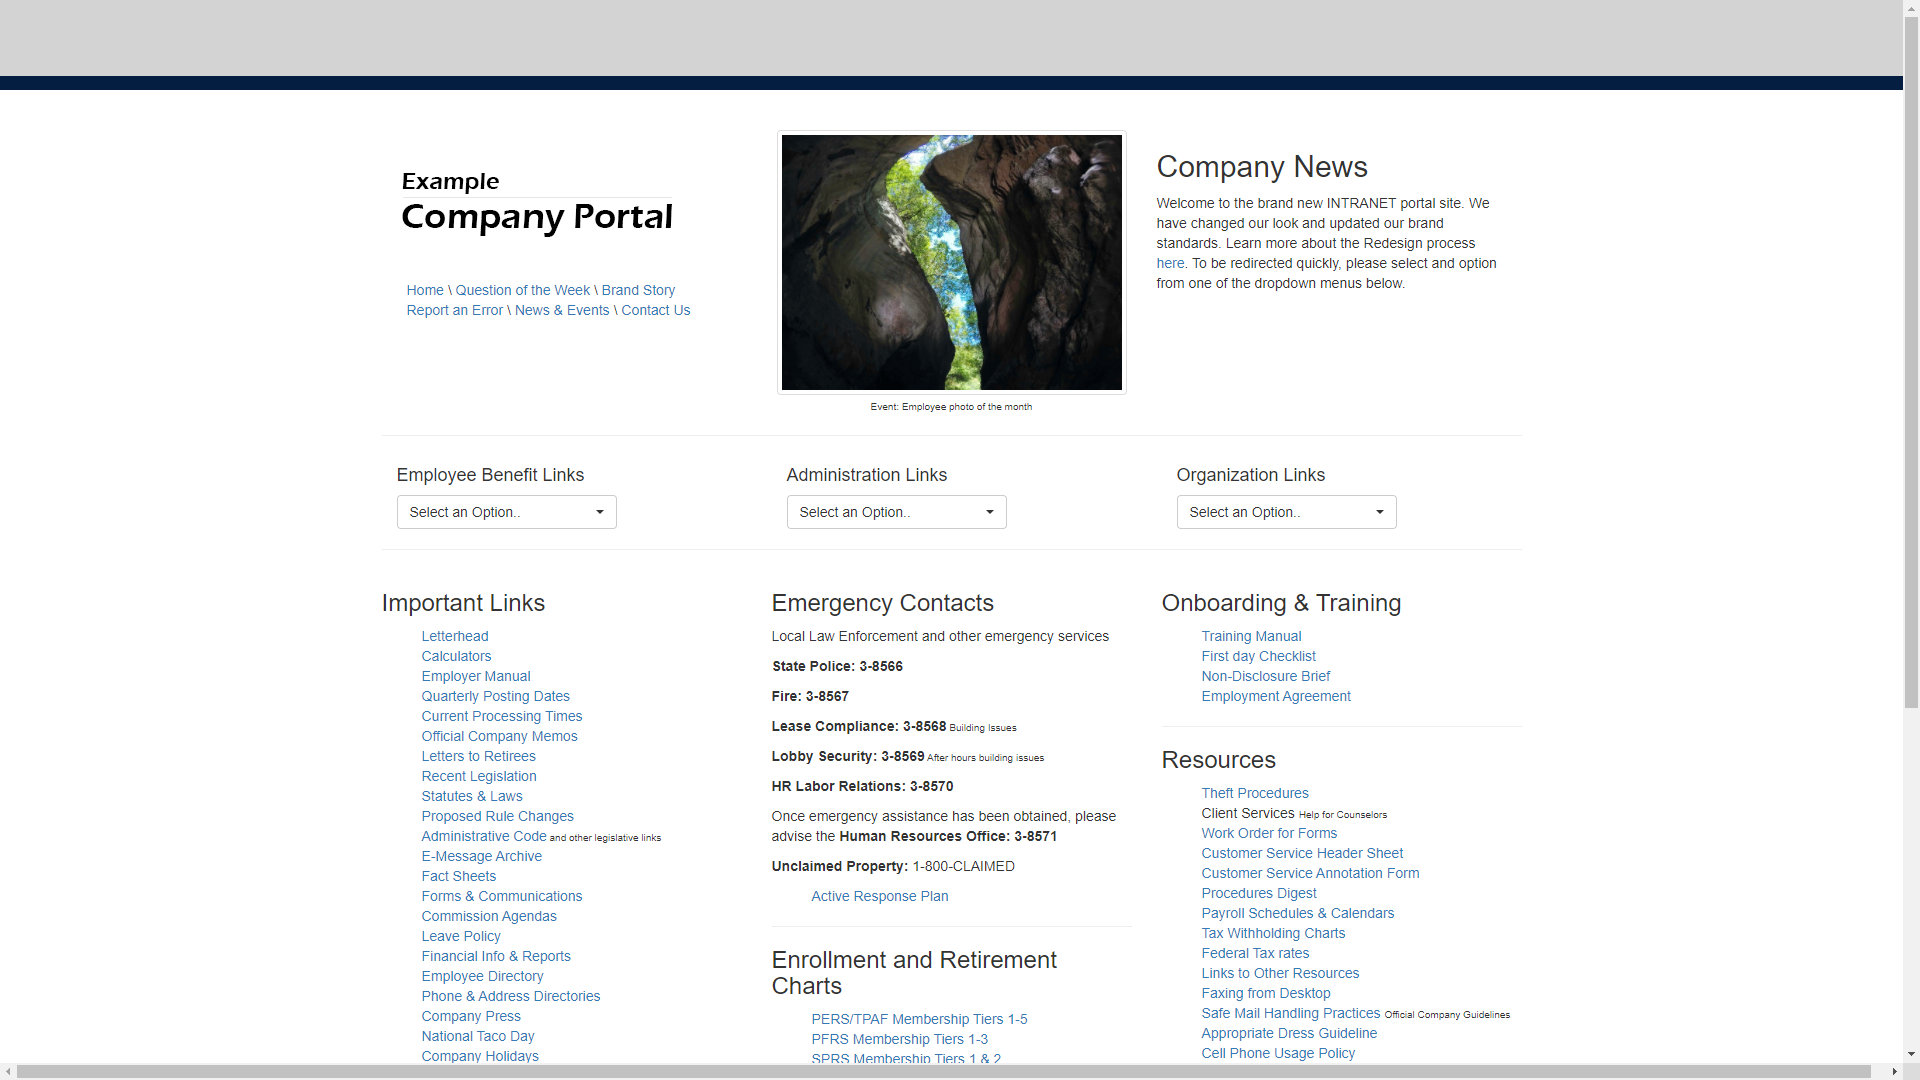 Example
Company Portal
Home \ Question of the Week \ Brand Story
Report an Error \ News & Events \ Contact Us
Event: Employee photo of the month
Company News
Welcome to the brand new INTRANET portal site. We
have changed our look and updated our brand
standards. Learn more about the Redesign process
here. To be redirected quickly, please select and option
from one of the dropdown menus below.
Employee Benefit Links
Select an Option..
Administration Links
Select an Option..
Organization Links
Select an Option..
Important Links
Letterhead
Calculators
Employer Manual
Quarterly Posting Dates
Current Processing Times
Official Company Memos
Letters to Retirees
Recent Legislation
Statutes & Laws
Proposed Rule Changes
Administrative Code and other legislative links
E-Message Archive
Fact Sheets
Forms & Communications
Commission Agendas
Leave Policy
Financial Info & Reports
Employee Directory
Phone & Address Directories
Company Press
National Taco Day
Company Holidays
Emergency Contacts
Local Law Enforcement and other emergency services
State Police: 3-8566
Fire: 3-8567
Lease Compliance: 3-8568 Building Issues
Lobby Security: 3-8569 After hours building issues
HR Labor Relations: 3-8570
Once emergency assistance has been obtained, please
advise the Human Resources Office: 3-8571
Unclaimed Property: 1-800-CLAIMED
Active Response Plan
Enrollment and Retirement
Charts
PERS/TPAF Membership Tiers 1-5
PFRS Membership Tiers 1-3
SPRS Membership Tiers 1 & 2
Onboarding & Training
Training Manual
First day Checklist
Non-Disclosure Brief
Employment Agreement
Resources
Theft Procedures
Client Services Help for Counselors
Work Order for Forms
Customer Service Header Sheet
Customer Service Annotation Form
Procedures Digest
Payroll Schedules & Calendars
Tax Withholding Charts
Federal Tax rates
Links to Other Resources
Faxing from Desktop
Safe Mail Handling Practices Official Company Guidelines
Appropriate Dress Guideline
Cell Phone Usage Policy